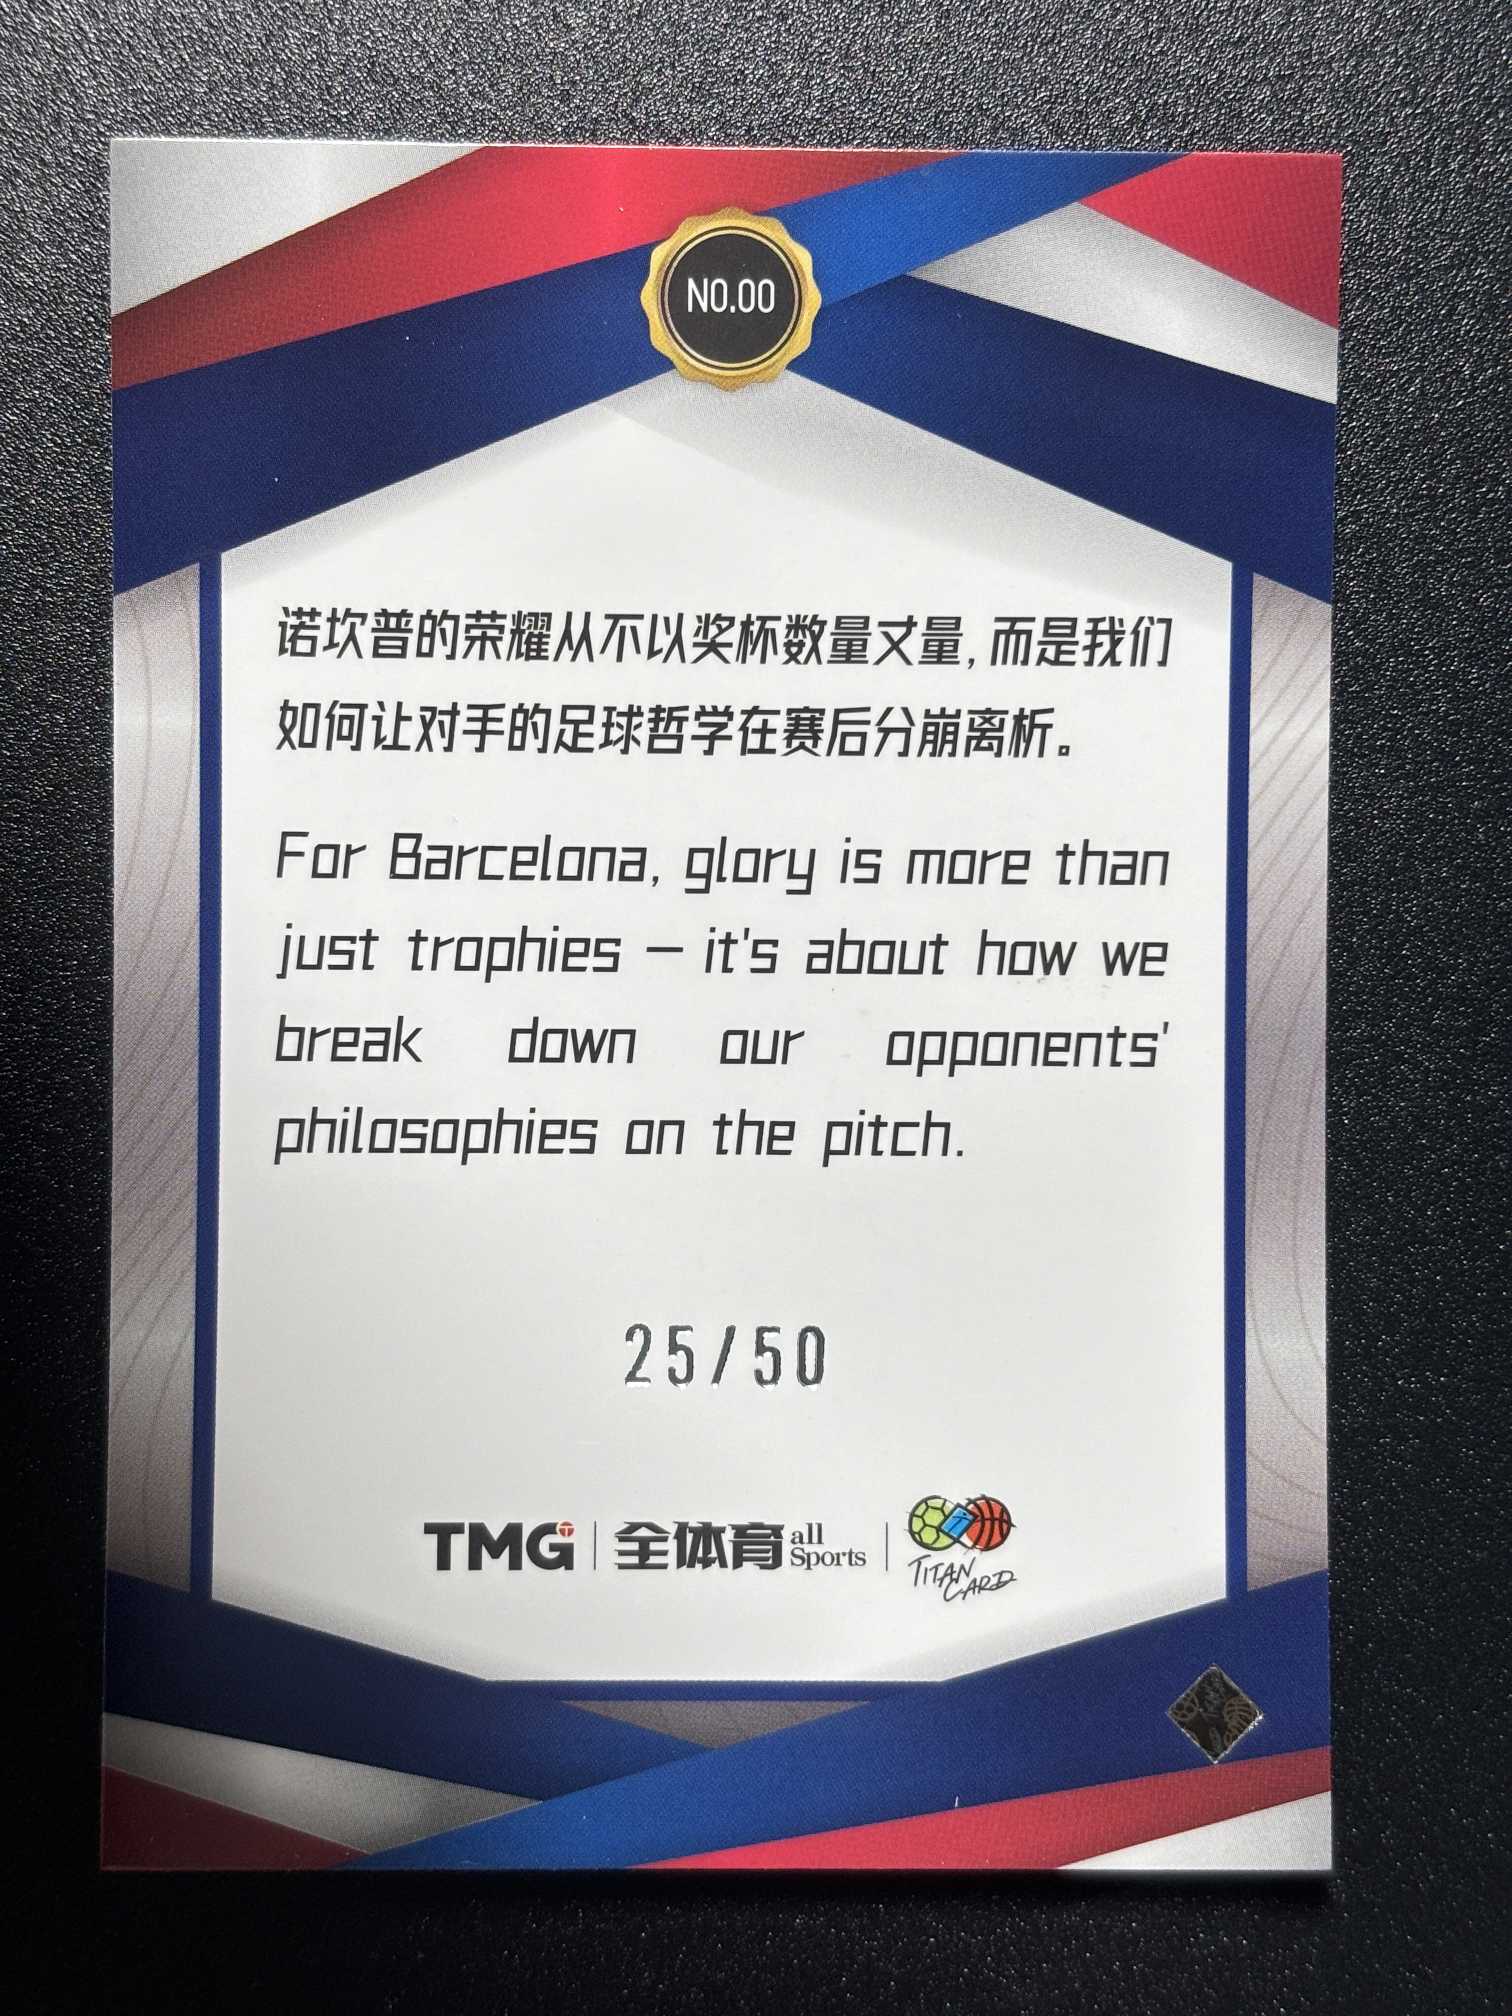 NO.00
诺坎普的荣耀从不以奖杯数量丈量,而是我们
如何让对手的足球哲学在赛后分崩离析。
For Barcelona, glory is more than
just trophies – it's about how we
break down our opponents'
philosophies on the pitch.
25/50
TMG 全体育 all Sports TITAN CARD